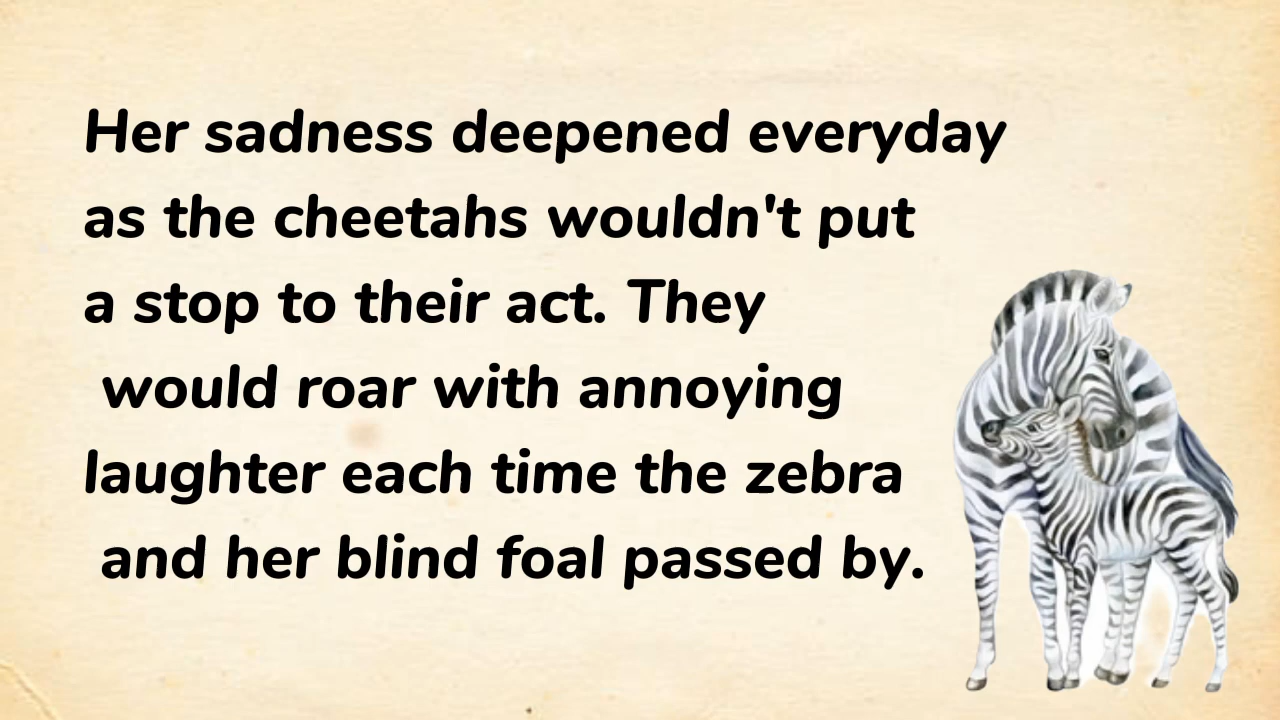 Her sadness deepened everyday
as the cheetahs wouldn't put
a stop to their act. They
would roar with annoying
laughter each time the zebra
and her blind foal passed by.